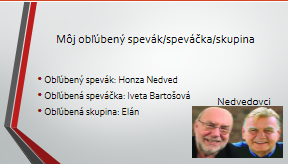 Môj obľúbený spevák/speváčka/skupina
• Obľúbený spevák: Honza Nedved
• Obľúbená speváčka: Iveta Bartošová
• Obľúbená skupina: Elán
Nedvedovci